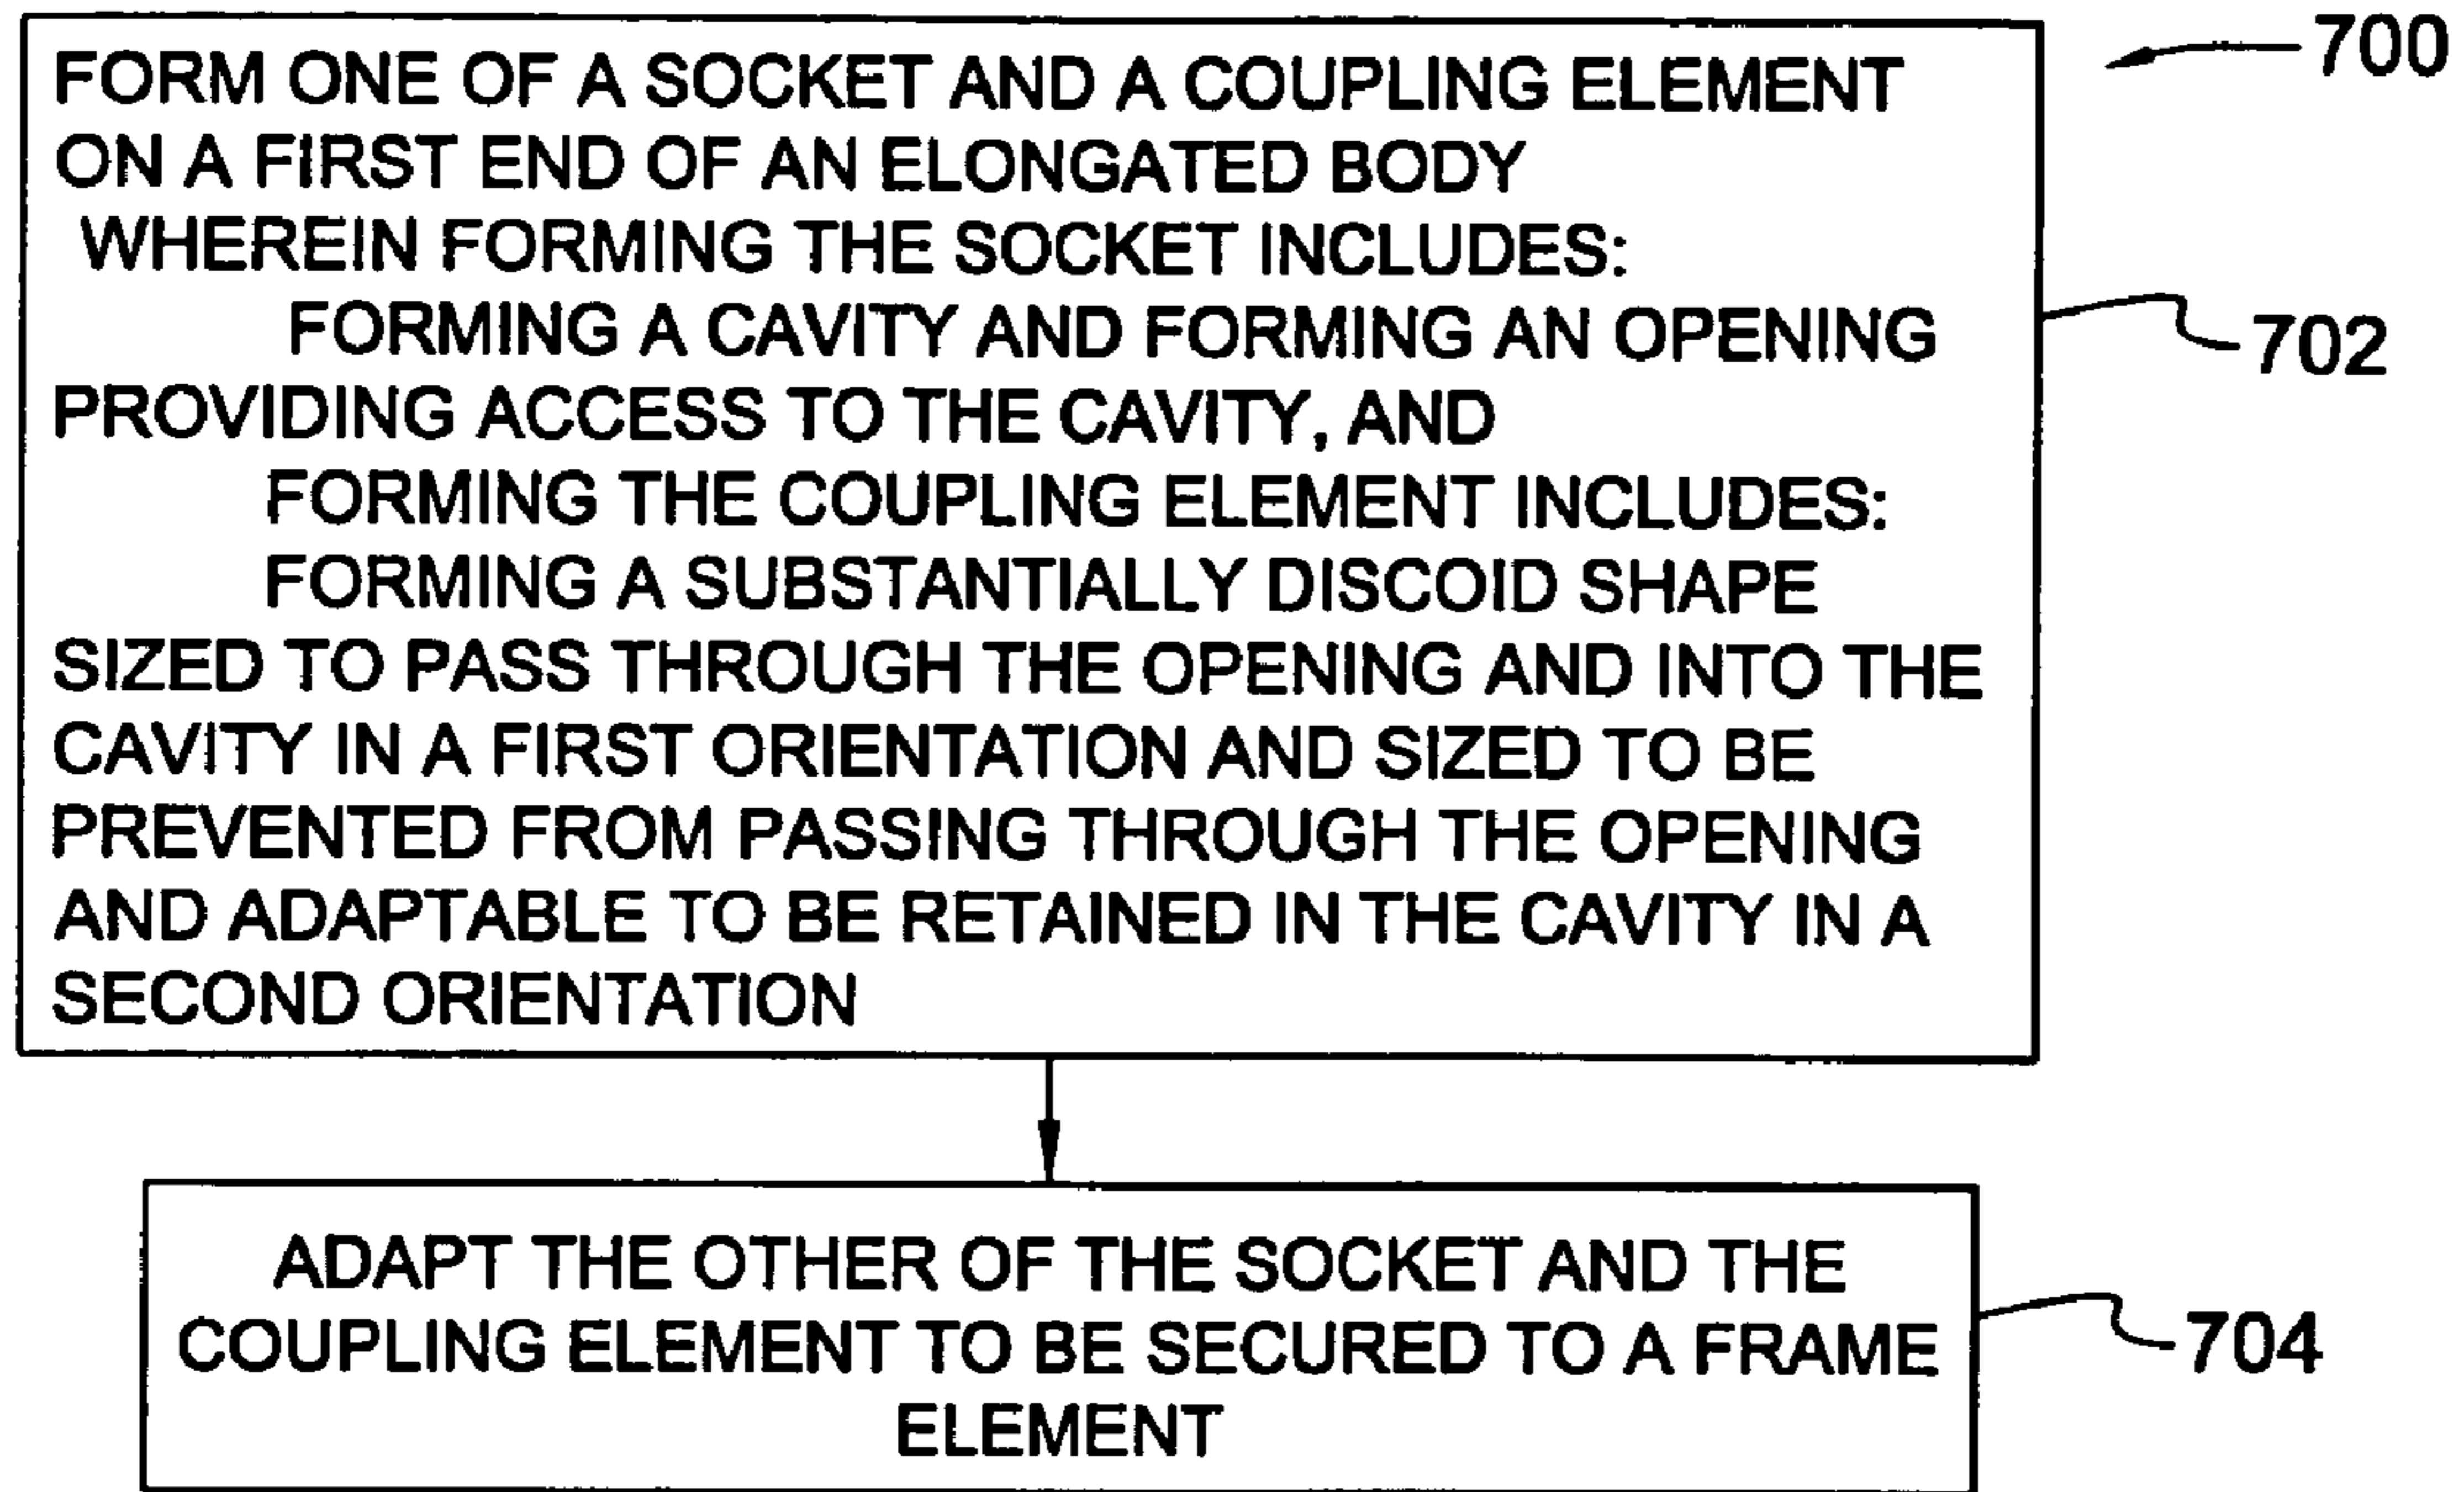 700
FORM ONE OF A SOCKET AND A COUPLING ELEMENT
ON A FIRST END OF AN ELONGATED BODY
WHEREIN FORMING THE SOCKET INCLUDES:
FORMING A CAVITY AND FORMING AN OPENING
702
PROVIDING ACCESS TO THE CAVITY, AND
FORMING THE COUPLING ELEMENT INCLUDES:
FORMING A SUBSTANTIALLY DISCOID SHAPE
SIZED TO PASS THROUGH THE OPENING AND INTO THE
CAVITY IN A FIRST ORIENTATION AND SIZED TO BE
PREVENTED FROM PASSING THROUGH THE OPENING
AND ADAPTABLE TO BE RETAINED IN THE CAVITY IN A
SECOND ORIENTATION
ADAPT THE OTHER OF THE SOCKET AND THE
COUPLING ELEMENT TO BE SECURED TO A FRAME
ELEMENT
704